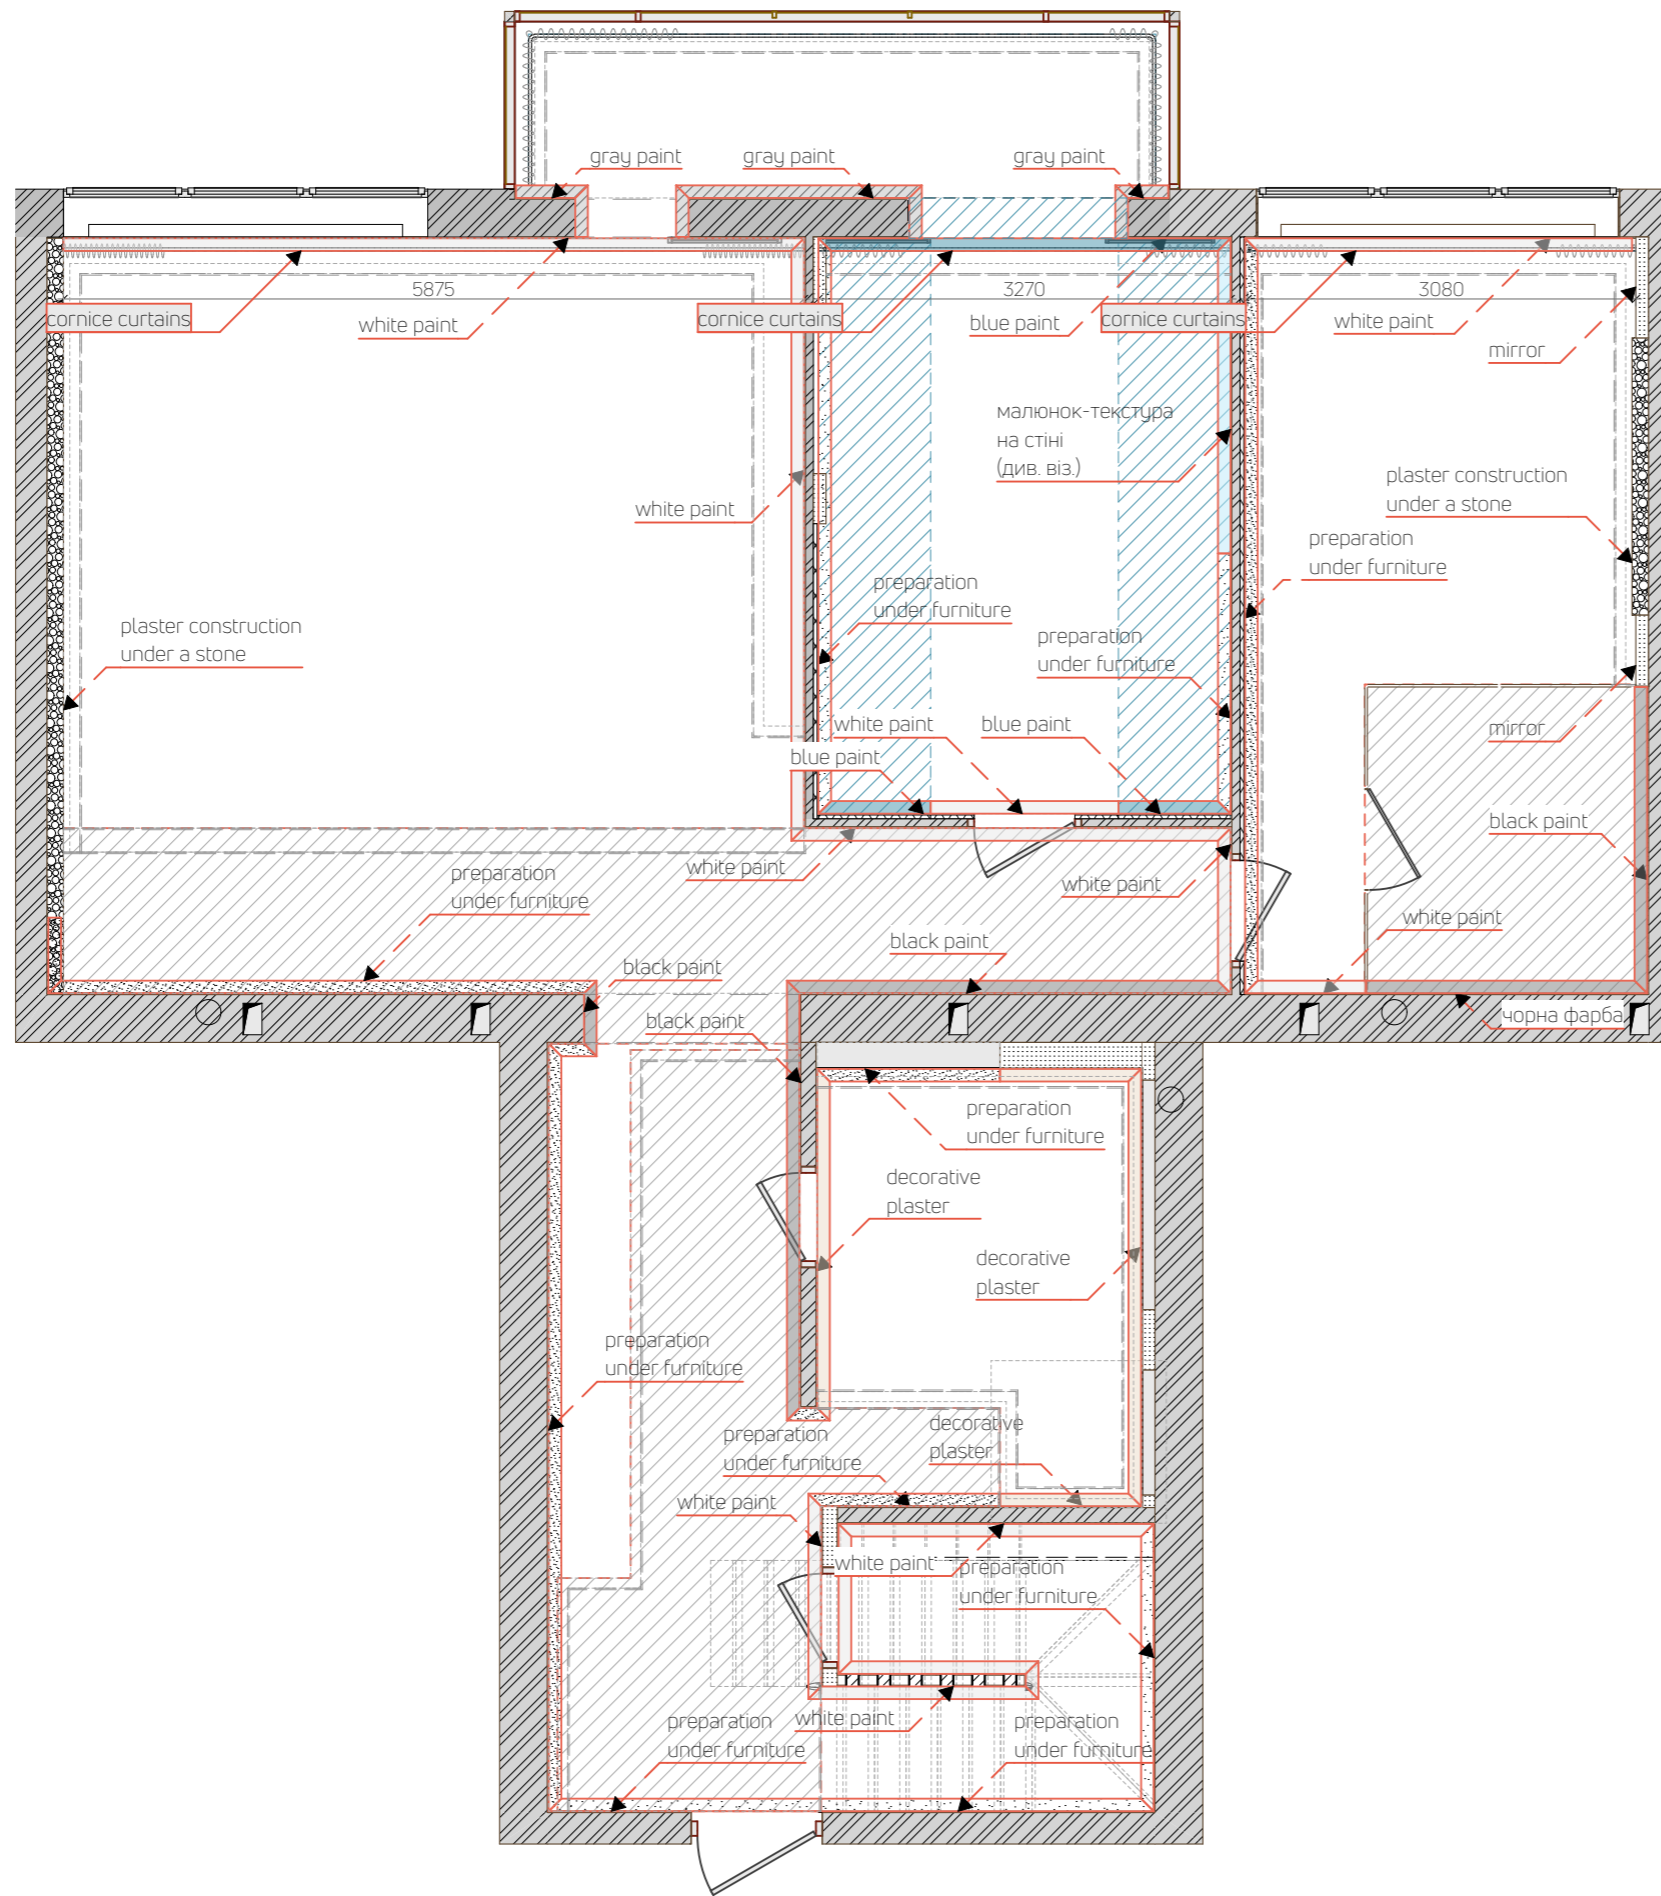 gray paint
gray paint
gray paint
5875
3270
3080
cornice curtains
white paint
cornice curtains
blue paint
cornice curtains
white paint
mirror
малюнок-текстура
на стіні
(див. віз.)
white paint
plaster construction
under a stone
preparation
under furniture
preparation
under furniture
plaster construction
under a stone
preparation
under furniture
white paint
blue paint
mirror
blue paint
black paint
white paint
preparation
under furniture
white paint
white paint
black paint
black paint
чорна фарба
black paint
preparation
under furniture
decorative
plaster
decorative
plaster
preparation
under furniture
decorative
plaster
preparation
under furniture
white paint
white paint
preparation
under furniture
preparation
under furniture
white paint
preparation
under furniture